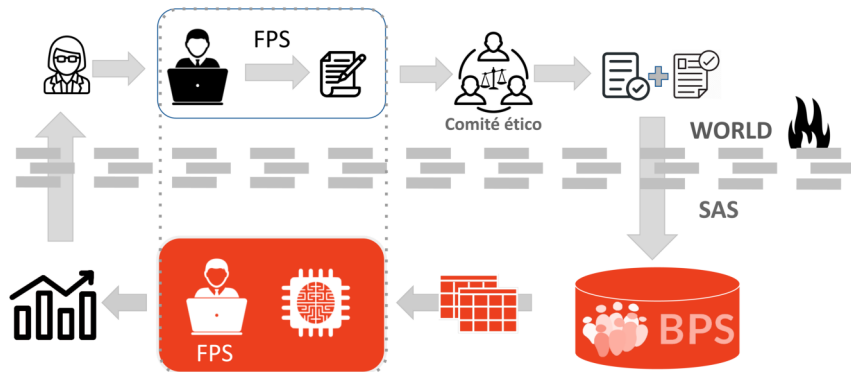 FPS
Comité ético
WORLD
SAS
FPS
BPS